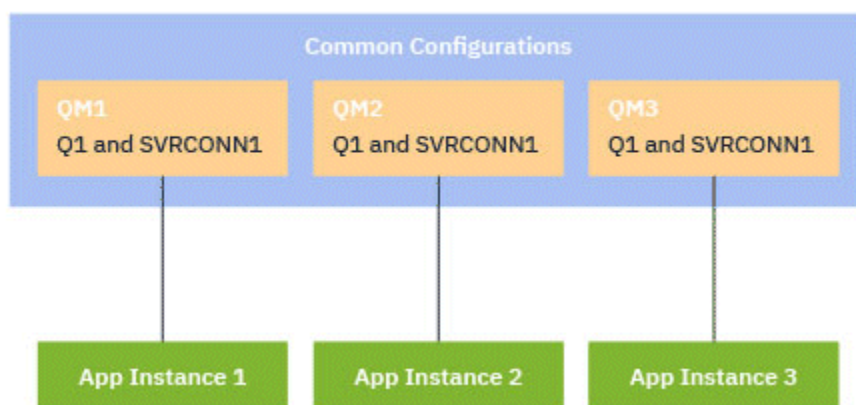 Common Configurations
QM1
Q1 and SVRCONN1
QM2
Q1 and SVRCONN1
QM3
Q1 and SVRCONN1
App Instance 1
App Instance 2
App Instance 3